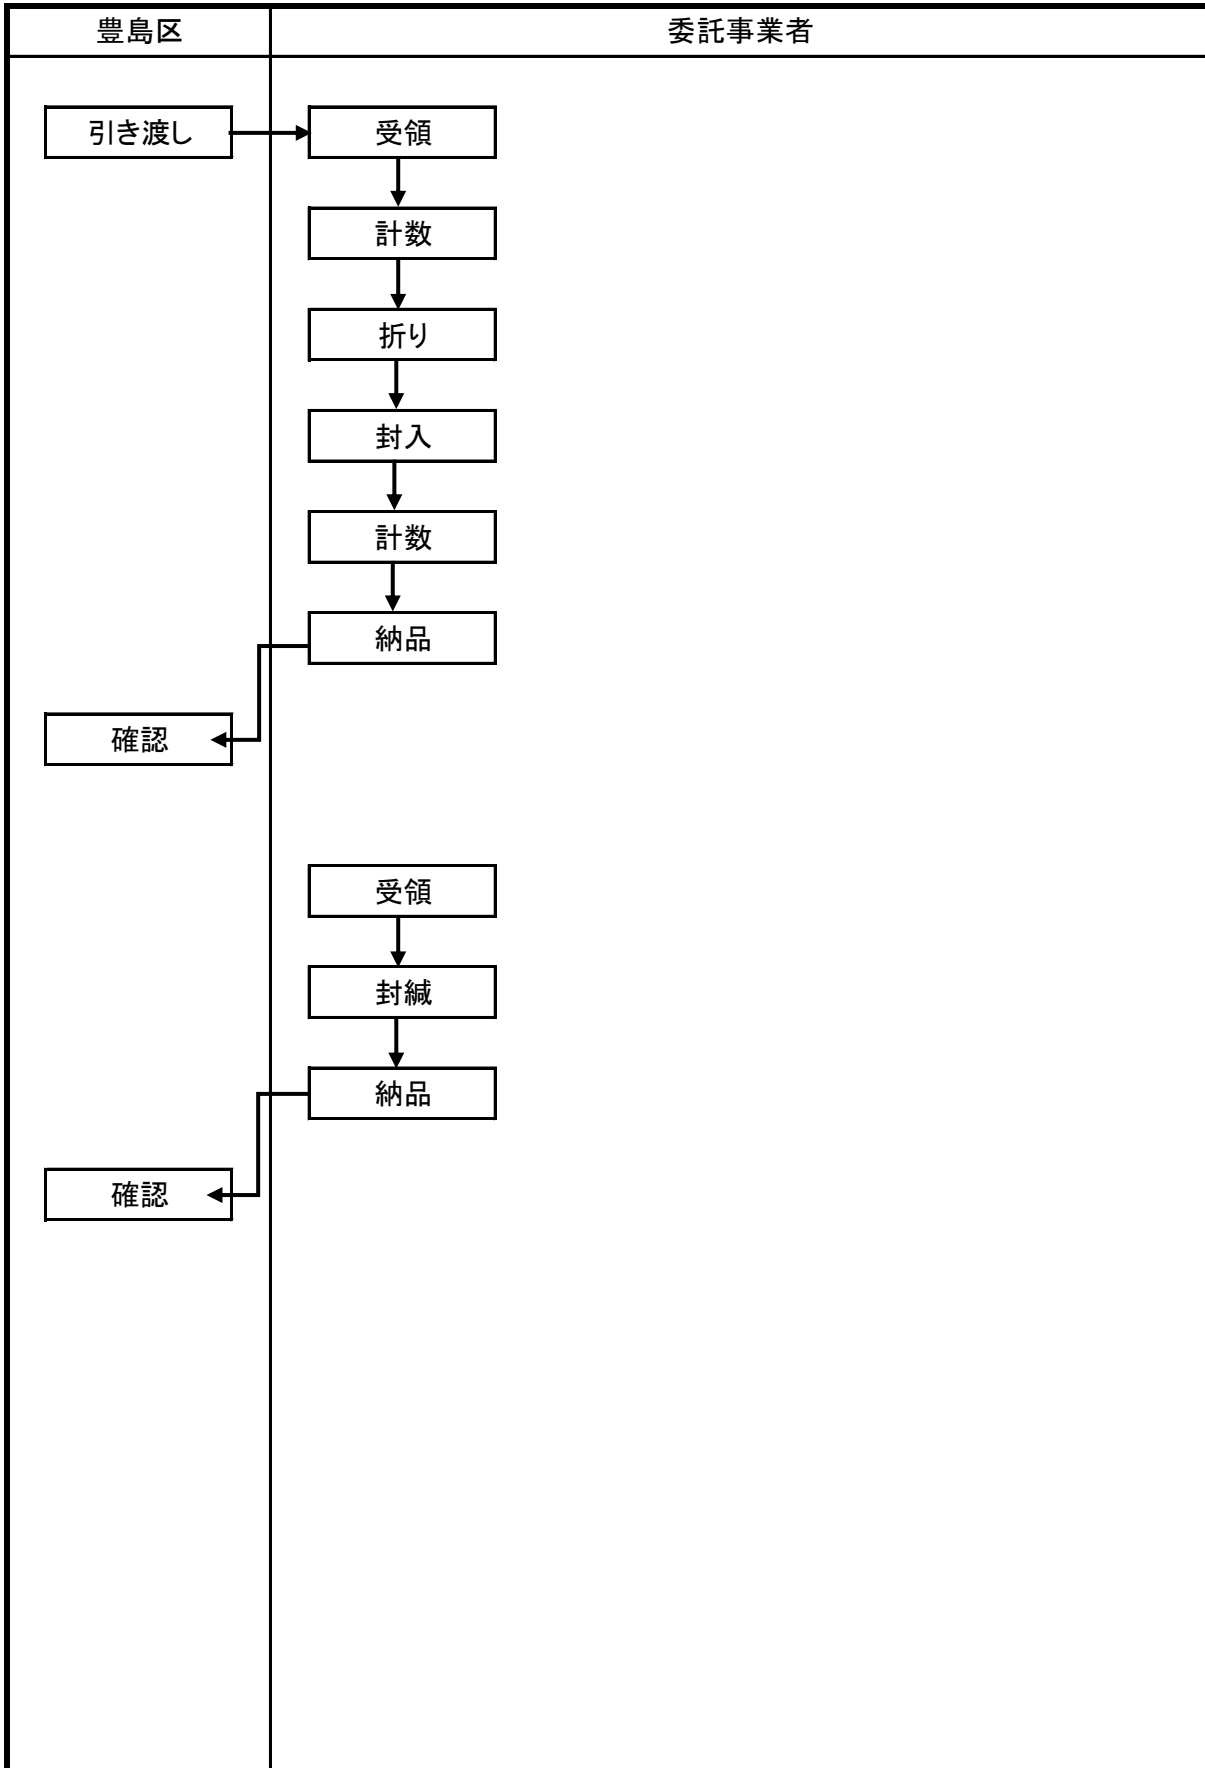 豊島区
委託事業者
引き渡し
受領
計数
折り
封入
計数
納品
確認
受領
封緘
納品
確認